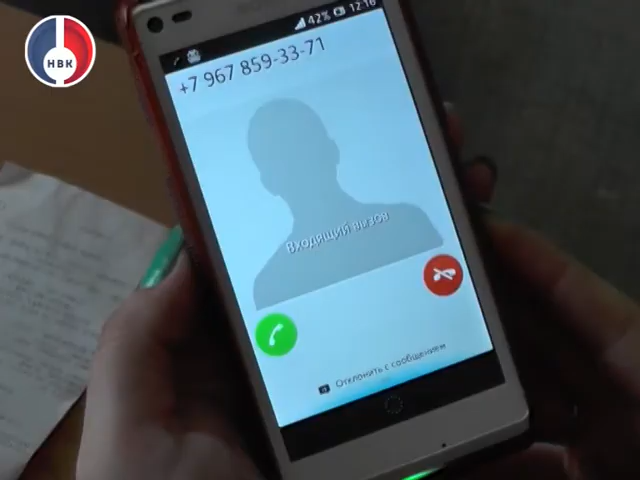 НВК
42% 12:16
+7 967 859-33-71
Входящий вызов
Отклонить с сообщением